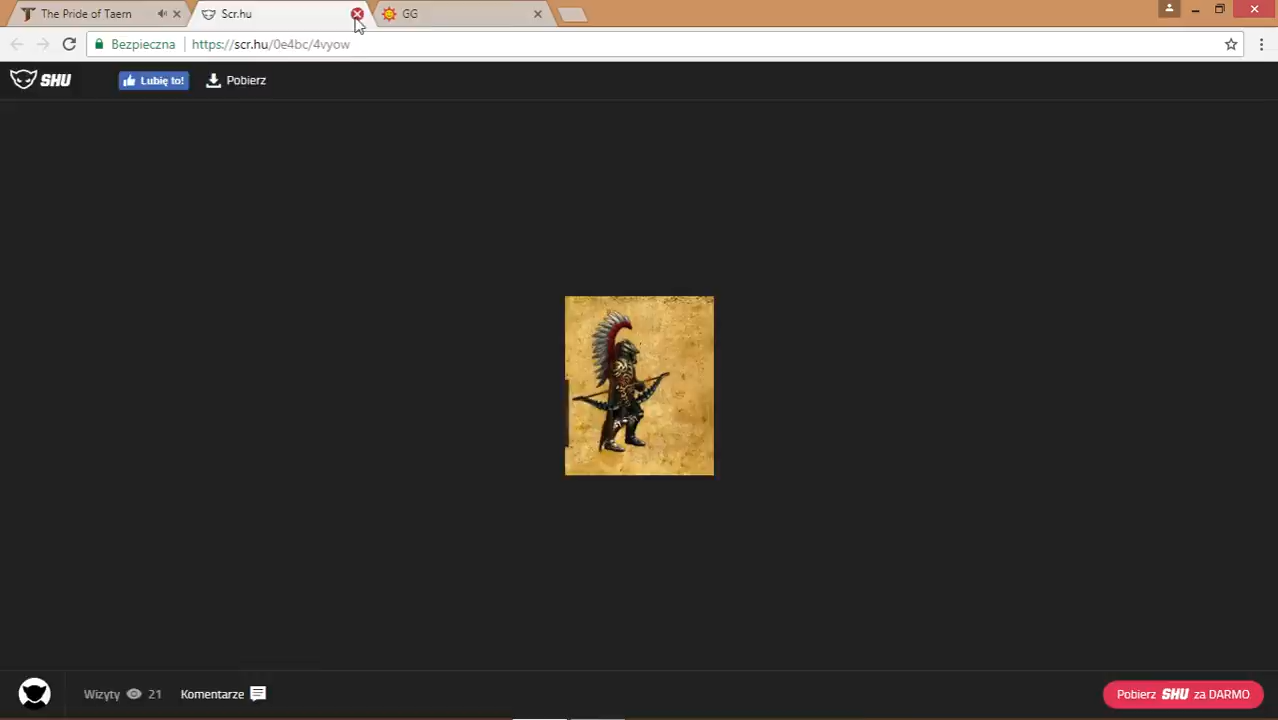 The Pride of Taern
Scr.hu
GG
Bezpieczna
https://scr.hu/0e4bc/4vyow
SHU
Lubię to!
Pobierz
Wizyty 21
Komentarze
Pobierz SHU za DARMO